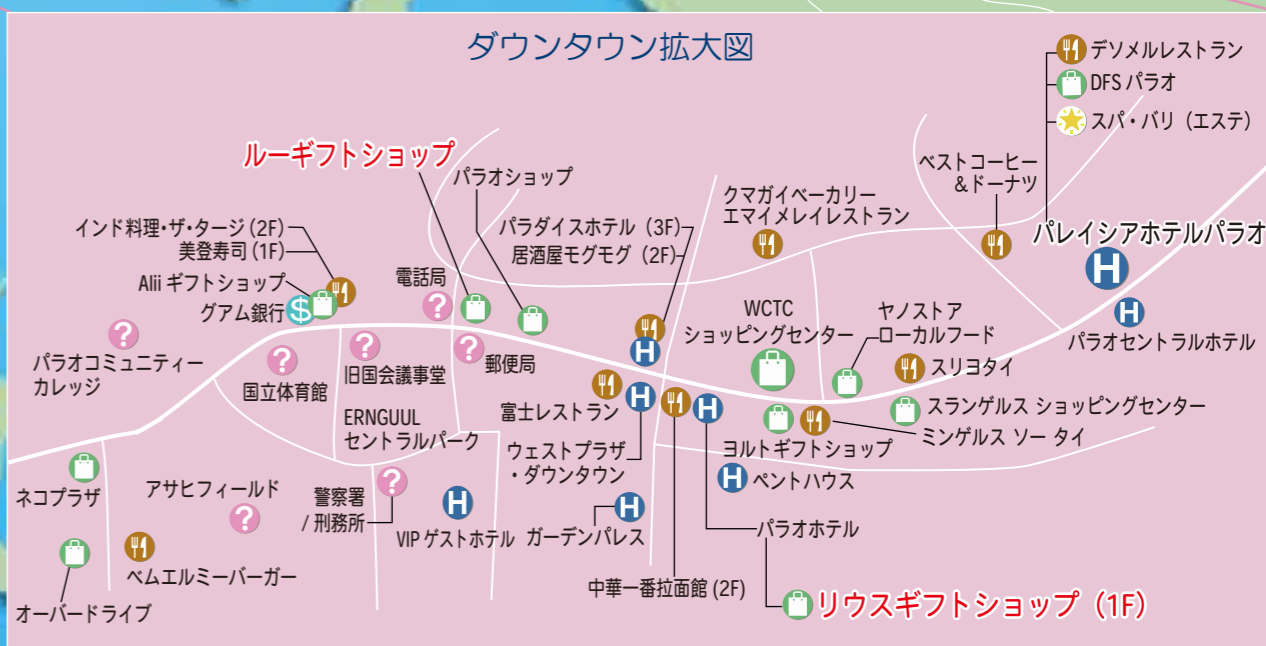 ダウンタウン拡大図
デソメルレストラン
DFS パラオ
スパ・バリ（エステ）
ルーギフトショップ
パラオショップ
ベストコーヒー
&ドーナツ
クマガイベーカリー
エマイメレイレストラン
パレイシアホテルパラオ
インド料理・ザ・タージ (2F)
美登寿司 (1F)
Alii ギフトショップ
グアム銀行
電話局
パラダイスホテル（3F）
居酒屋モグモグ（2F）
WCTC
ショッピングセンター
ヤノストア
ローカルフード
パラオセントラルホテル
パラオコミュニティー
カレッジ
国立体育館
旧国会議事堂
郵便局
スリヨタイ
ERNGUUL
セントラルパーク
富士レストラン
スランゲルス ショッピングセンター
ミンゲルス ソー タイ
ヨルトギフトショップ
ウェストプラザ
・ダウンタウン
ペントハウス
ネコプラザ
アサヒフィールド
警察署
/ 刑務所
VIP ゲストホテル
ガーデンパレス
パラオホテル
ベムエルミーバーガー
中華一番拉面館 (2F)
オーバードライブ
リウスギフトショップ（1F）